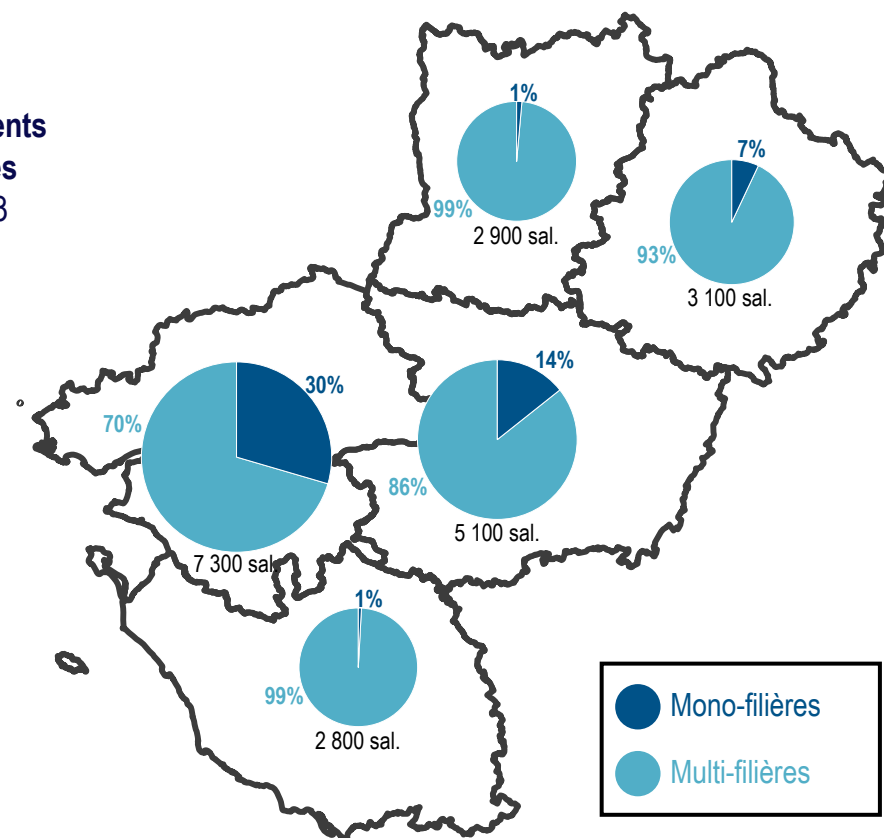 1%
99%
2 900 sal.
7%
93%
3 100 sal.
30%
70%
7 300 sal.
14%
86%
5 100 sal.
1%
99%
2 800 sal.
Mono-filières
Multi-filières